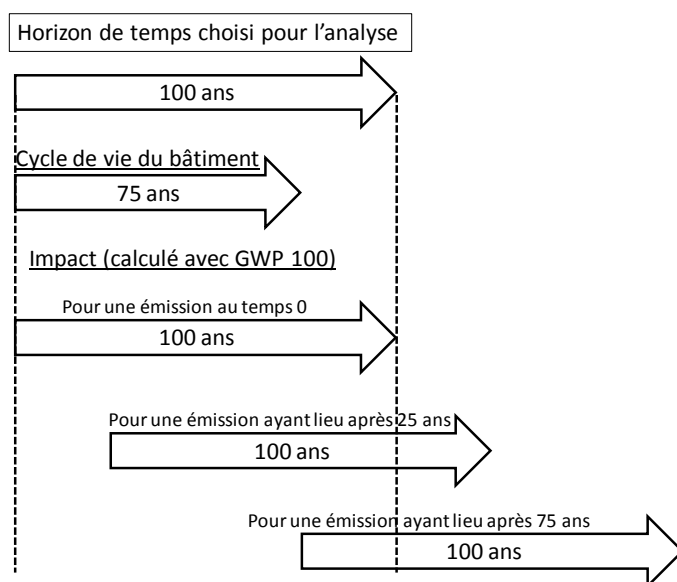 Horizon de temps choisi pour l'analyse
100 ans
Cycle de vie du bâtiment
75 ans
Impact (calculé avec GWP 100)
Pour une émission au temps 0
100 ans
Pour une émission ayant lieu après 25 ans
100 ans
Pour une émission ayant lieu après 75 ans
100 ans